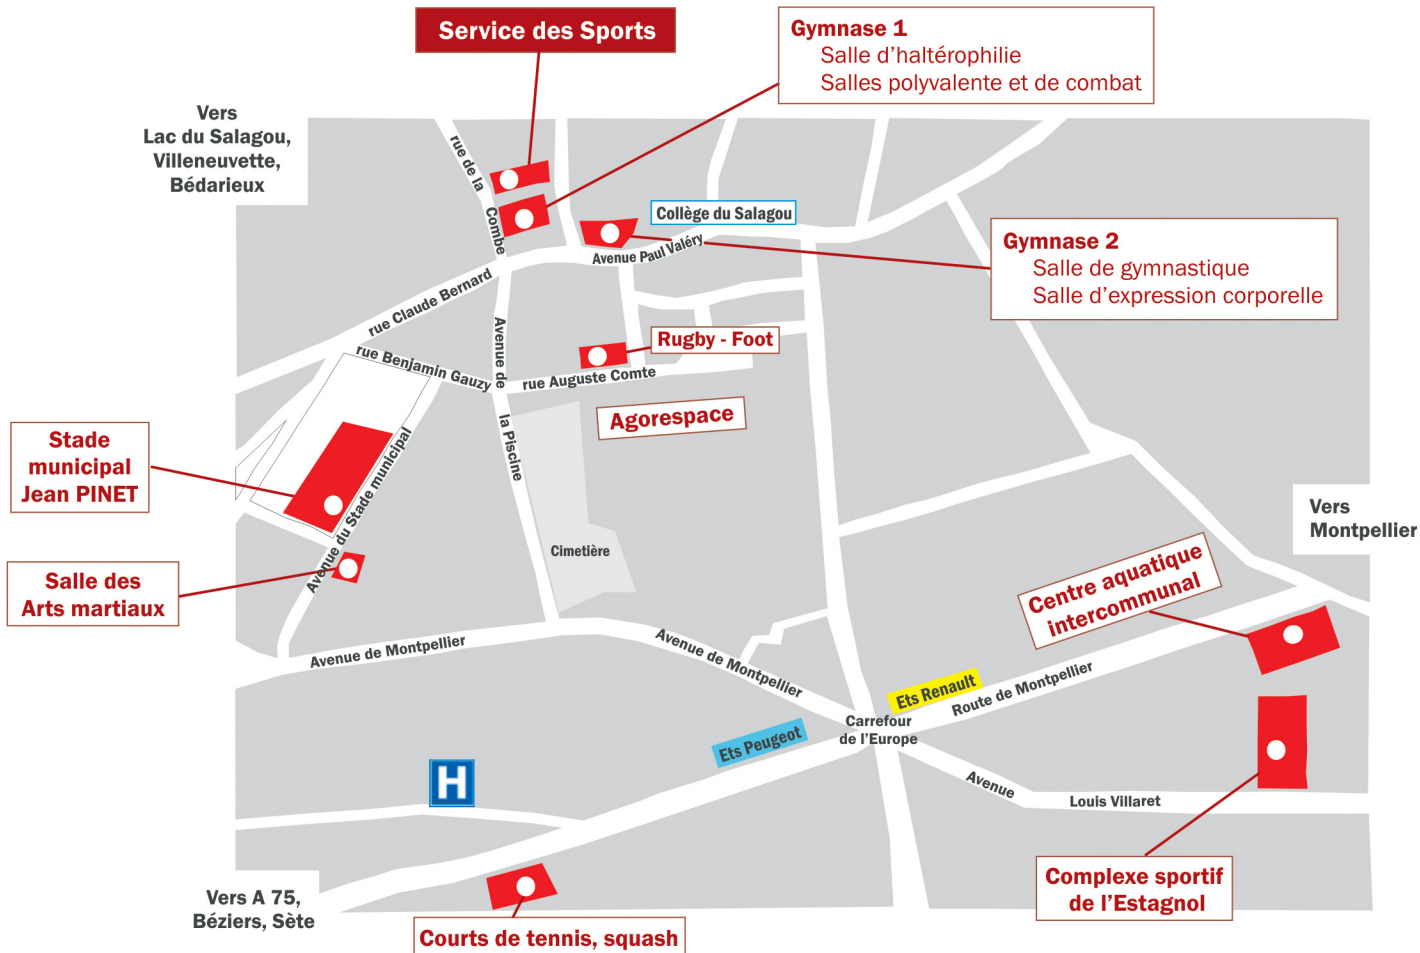 Service des Sports
Gymnase 1
Salle d'haltérophilie
Salles polyvalente et de combat
Vers
Lac du Salagou,
Villeneuvette,
Bédarieux
rue de la
Combe
Collège du Salagou
Avenue Paul Valéry
Gymnase 2
Salle de gymnastique
Salle d'expression corporelle
rue Claude Bernard
Avenue de
la Piscine
rue Benjamin Gauzy
rue Auguste Comte
Rugby - Foot
Agorespace
Stade
municipal
Jean PINET
Avenue du Stade municipal
Cimetière
Vers
Montpellier
Salle des
Arts martiaux
Centre aquatique
intercommunal
Avenue de Montpellier
Avenue de Montpellier
Ets Renault
Route de Montpellier
Carrefour
de l'Europe
Ets Peugeot
H
Avenue
Louis Villaret
Complexe sportif
de l'Estagnol
Vers A 75,
Béziers, Sète
Courts de tennis, squash